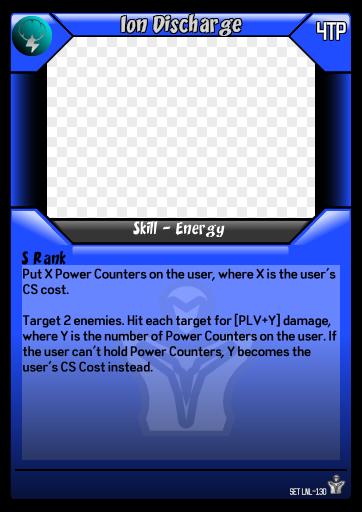 Ion Discharge
4TP
Skill - Energy
S Rank
Put X Power Counters on the user, where X is the user's
CS cost.
Target 2 enemies. Hit each target for [PLV+Y] damage,
where Y is the number of Power Counters on the user. If
the user can't hold Power Counters, Y becomes the
user's CS Cost instead.
SET LNL-130